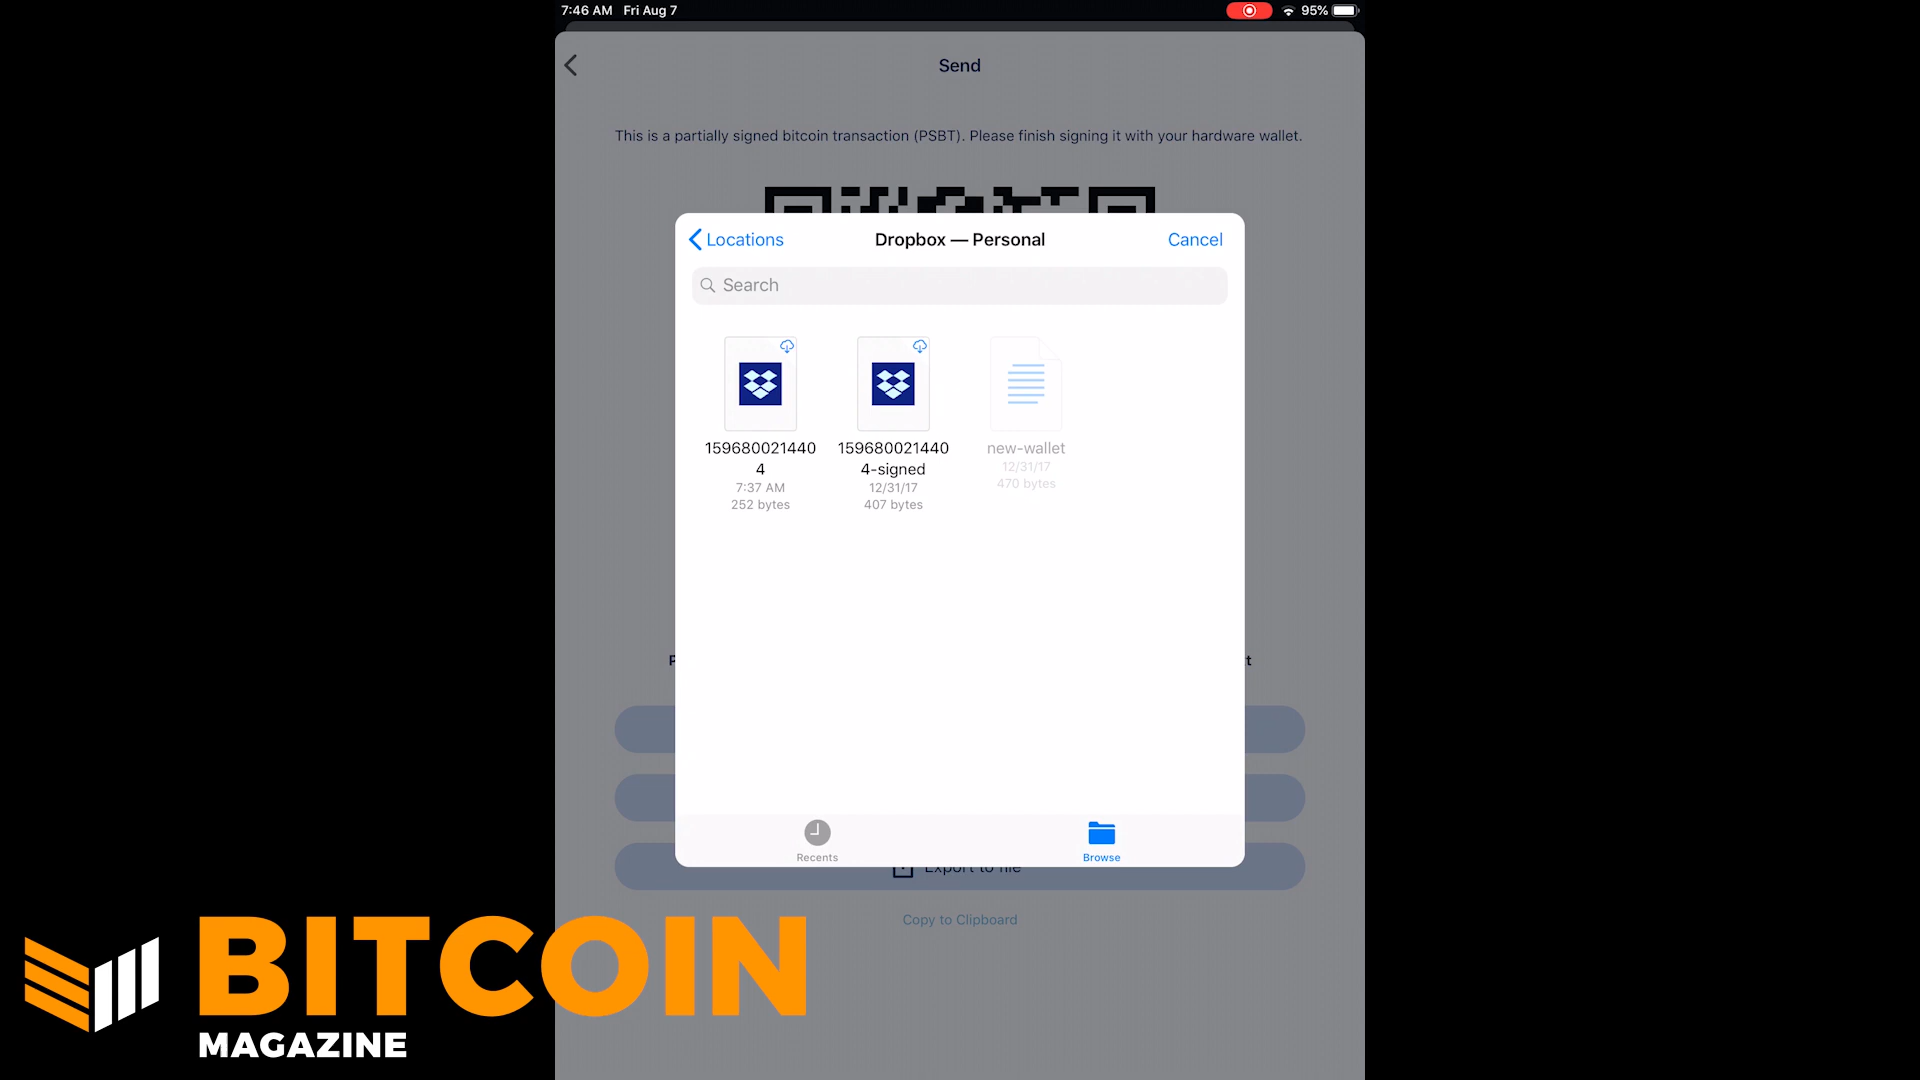 7:46 AM Fri Aug 7
95%
Send
This is a partially signed bitcoin transaction (PSBT). Please finish signing it with your hardware wallet.
Locations
Dropbox — Personal
Cancel
Search
159680021440
4
7:37 AM
252 bytes
159680021440
4-signed
12/31/17
407 bytes
new-wallet
12/31/17
470 bytes
Recents
Browse
Export to file
Copy to Clipboard
BITCOIN
MAGAZINE